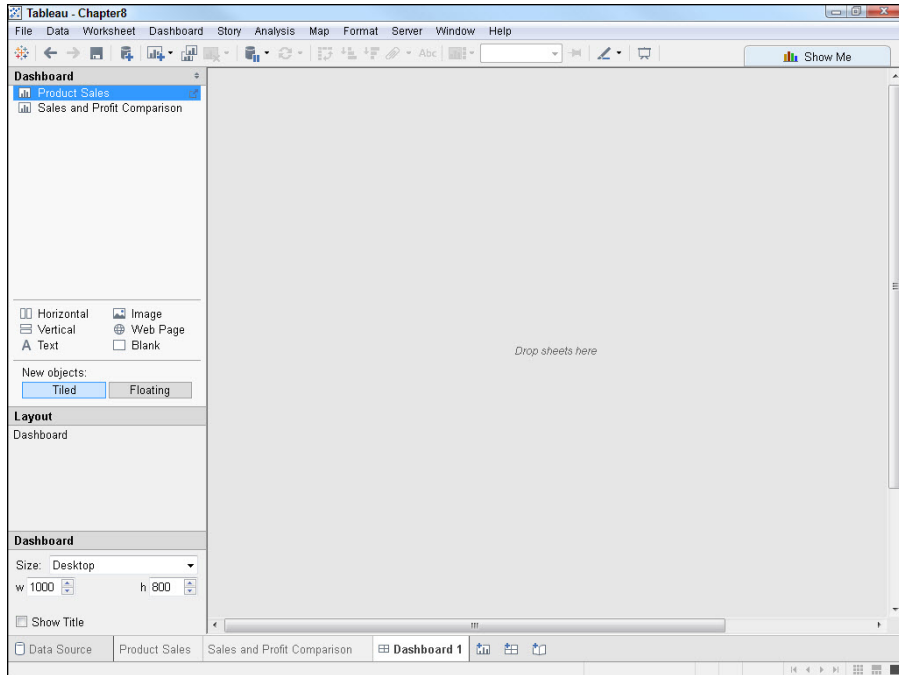 Tableau - Chapter8
File Data Worksheet Dashboard Story Analysis Map Format Server Window Help
Abc
Show Me
Dashboard
Product Sales
Sales and Profit Comparison
Horizontal Image
Vertical Web Page
A Text Blank
New objects:
Tiled Floating
Drop sheets here
Layout
Dashboard
Dashboard
Size: Desktop
w 1000 h 800
Show Title
Data Source Product Sales Sales and Profit Comparison Dashboard 1